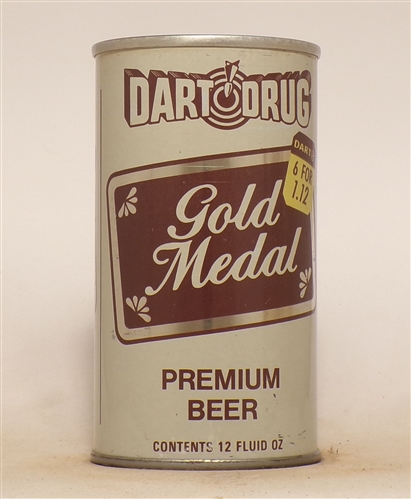 DART DRUG
DART
6 FOR
1.12
Gold
Medal
PREMIUM
BEER
CONTENTS 12 FLUID OZ